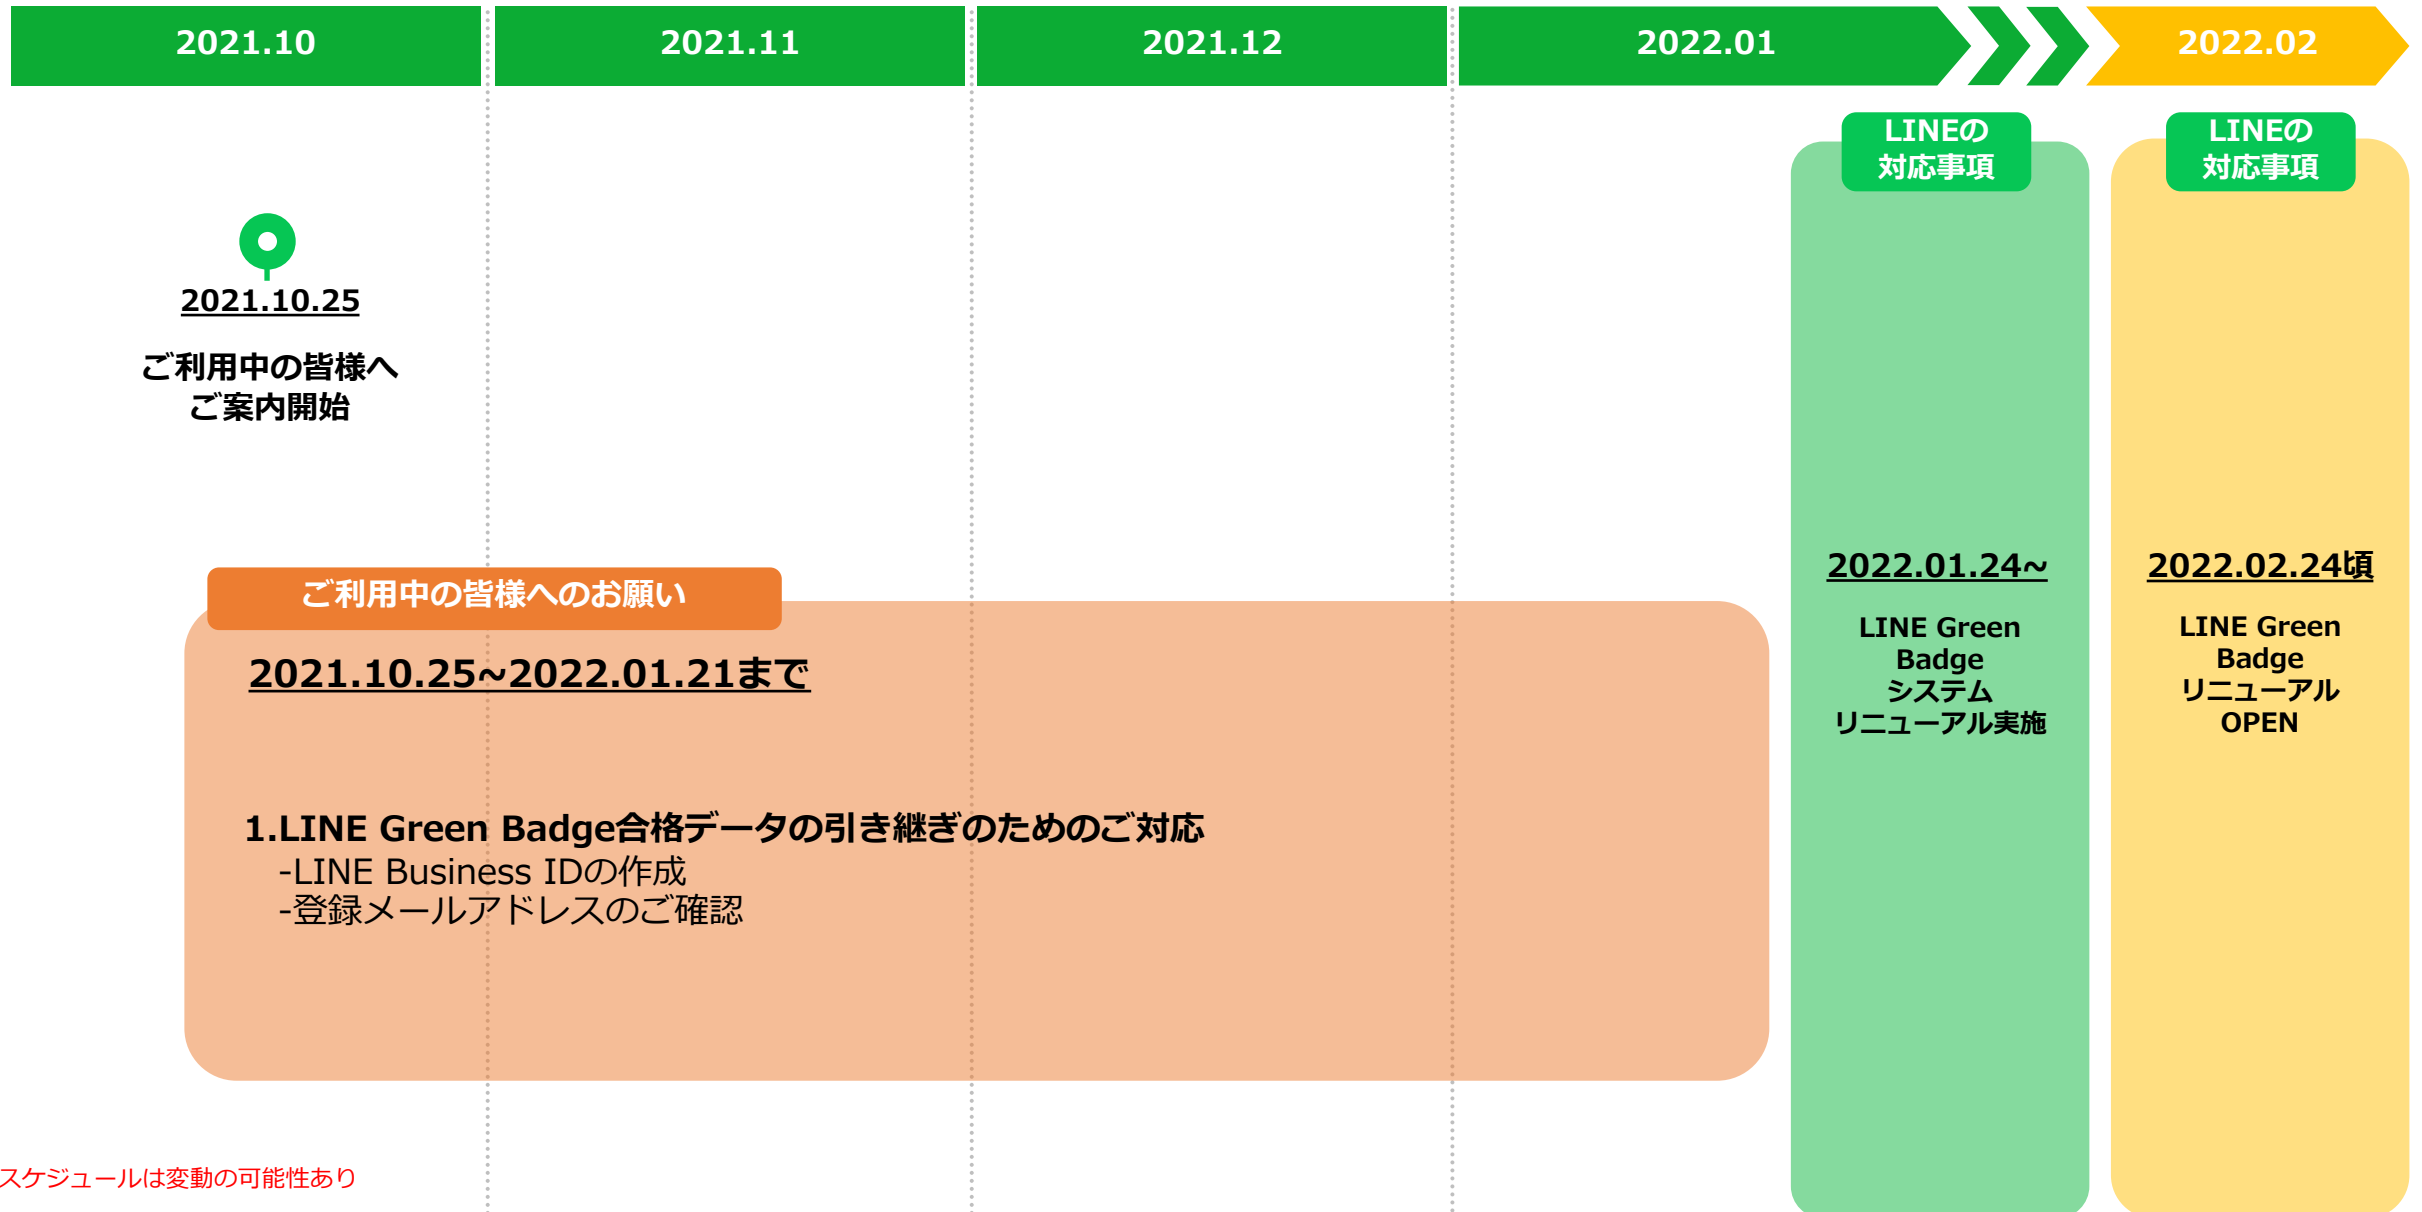 2021.10
2021.11
2021.12
2022.01
2022.02
LINEの
対応事項
LINEの
対応事項
2021.10.25
ご利用中の皆様へ
ご案内開始
ご利用中の皆様へのお願い
2021.10.25~2022.01.21まで
1.LINE Green Badge合格データの引き継ぎのためのご対応
-LINE Business IDの作成
-登録メールアドレスのご確認
2022.01.24~
LINE Green
Badge
システム
リニューアル実施
2022.02.24頃
LINE Green
Badge
リニューアル
OPEN
スケジュールは変動の可能性あり